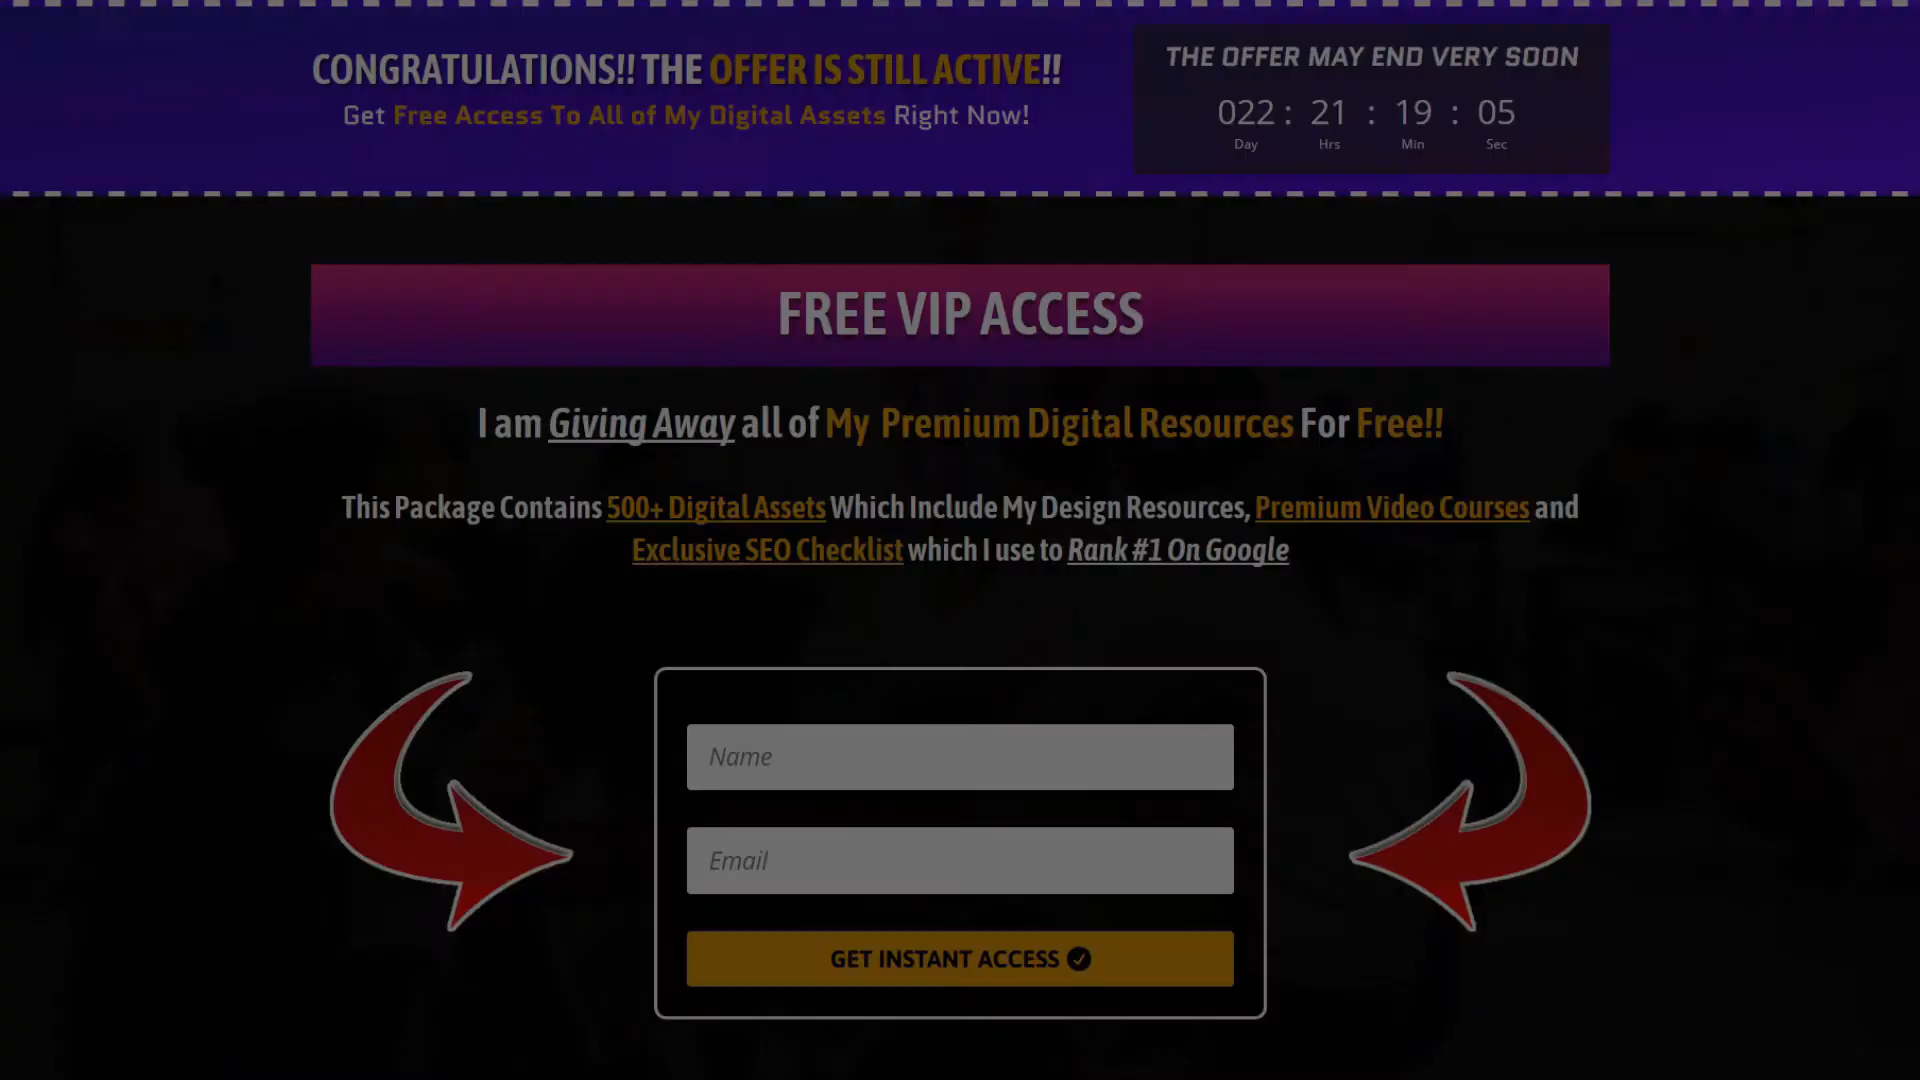 CONGRATULATIONS!! THE OFFER IS STILL ACTIVE!!
Get Free Access To All of My Digital Assets Right Now!
THE OFFER MAY END VERY SOON
022 : 21 : 19 : 05
Day Hrs Min Sec
FREE VIP ACCESS
I am Giving Away all of My Premium Digital Resources For Free!!
This Package Contains 500+ Digital Assets Which Include My Design Resources, Premium Video Courses and
Exclusive SEO Checklist which I use to Rank #1 On Google
Name
Email
GET INSTANT ACCESS